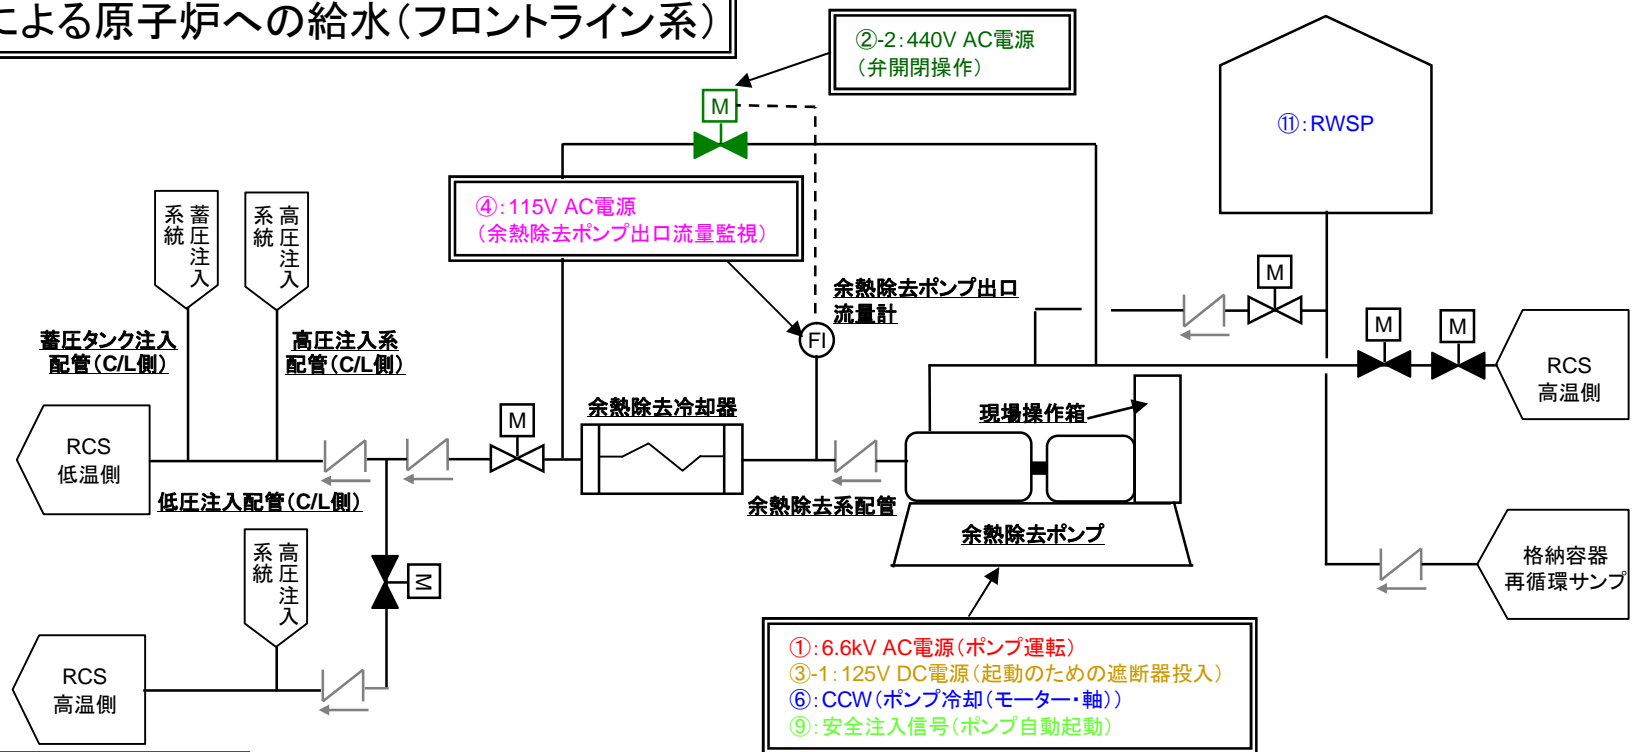 による原子炉への給水(フロントライン系)
②-2:440V AC電源
(弁開閉操作)
M
⑪:RWSP
④:115V AC電源
(余熱除去ポンプ出口流量監視)
蓄圧注入
系統
高圧注入
系統
M
余熱除去ポンプ出口
流量計
FI
M
M
蓄圧タンク注入
配管(C/L側)
高圧注入系
配管(C/L側)
RCS
高温側
余熱除去冷却器
現場操作箱
M
RCS
低温側
低圧注入配管(C/L側)
余熱除去系配管
余熱除去ポンプ
高圧注入
系統
M
格納容器
再循環サンプ
①:6.6kV AC電源(ポンプ運転)
③-1:125V DC電源(起動のための遮断器投入)
⑥:CCW(ポンプ冷却(モーター・軸))
⑨:安全注入信号(ポンプ自動起動)
RCS
高温側